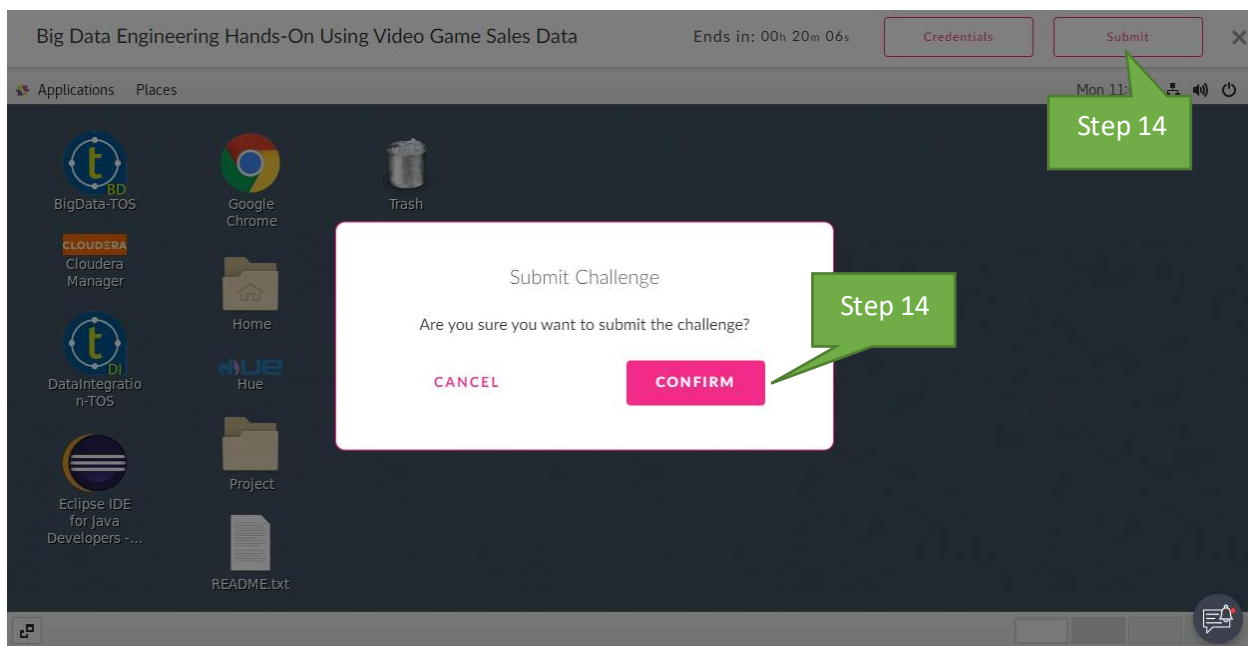 Big Data Engineering Hands-On Using Video Game Sales Data
Ends in: 00h 20m 06s
Credentials
Submit
Applications Places
Mon 11:
Step 14
BD
BigData-TOS
Google
Chrome
Trash
CLOUDERA
Cloudera
Manager
Home
DI
DataIntegratio
n-TOS
HUE
Hue
Eclipse IDE
for Java
Developers -...
Project
README.txt
Submit Challenge
Are you sure you want to submit the challenge?
CANCEL
CONFIRM
Step 14